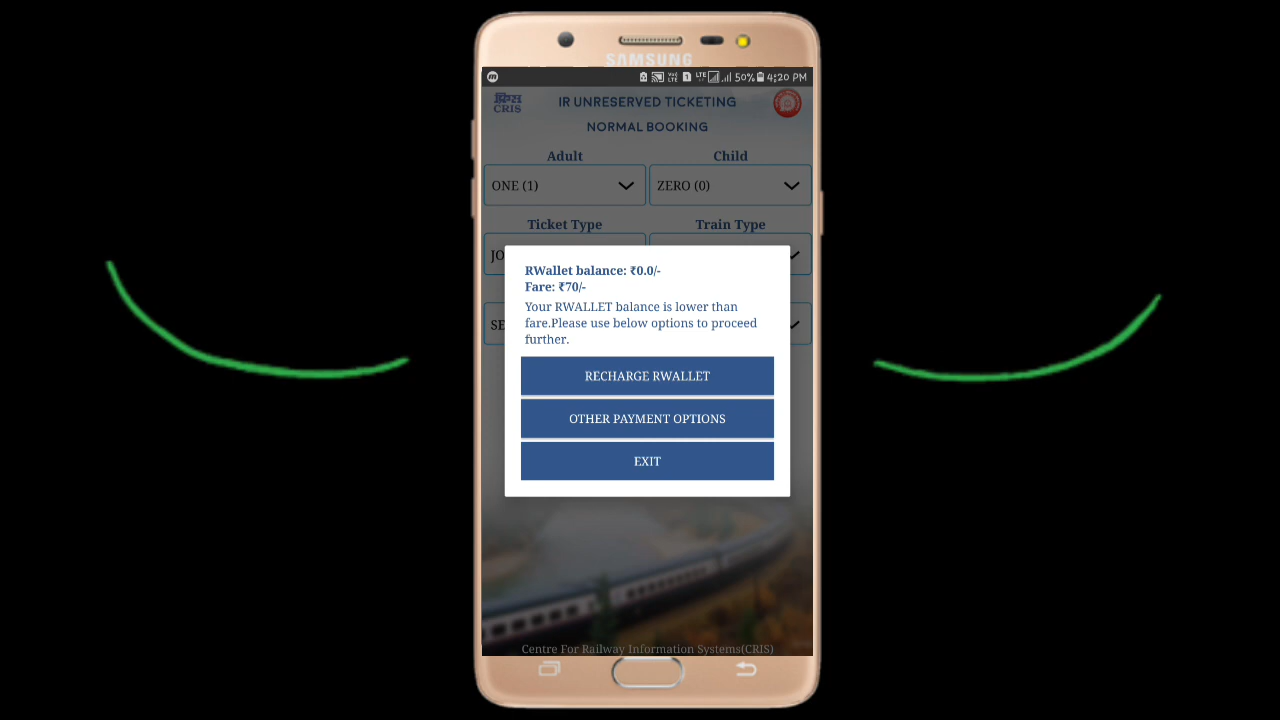 SAMSUNG
50% 4:20 PM
क्रिस
CRIS
IR UNRESERVED TICKETING
NORMAL BOOKING
Adult Child
ONE (1) ZERO (0)
Ticket Type Train Type
JO
SE
RWallet balance: ₹0.0/-
Fare: ₹70/-
Your RWALLET balance is lower than
fare.Please use below options to proceed
further.
RECHARGE RWALLET
OTHER PAYMENT OPTIONS
EXIT
Centre For Railway Information Systems(CRIS)